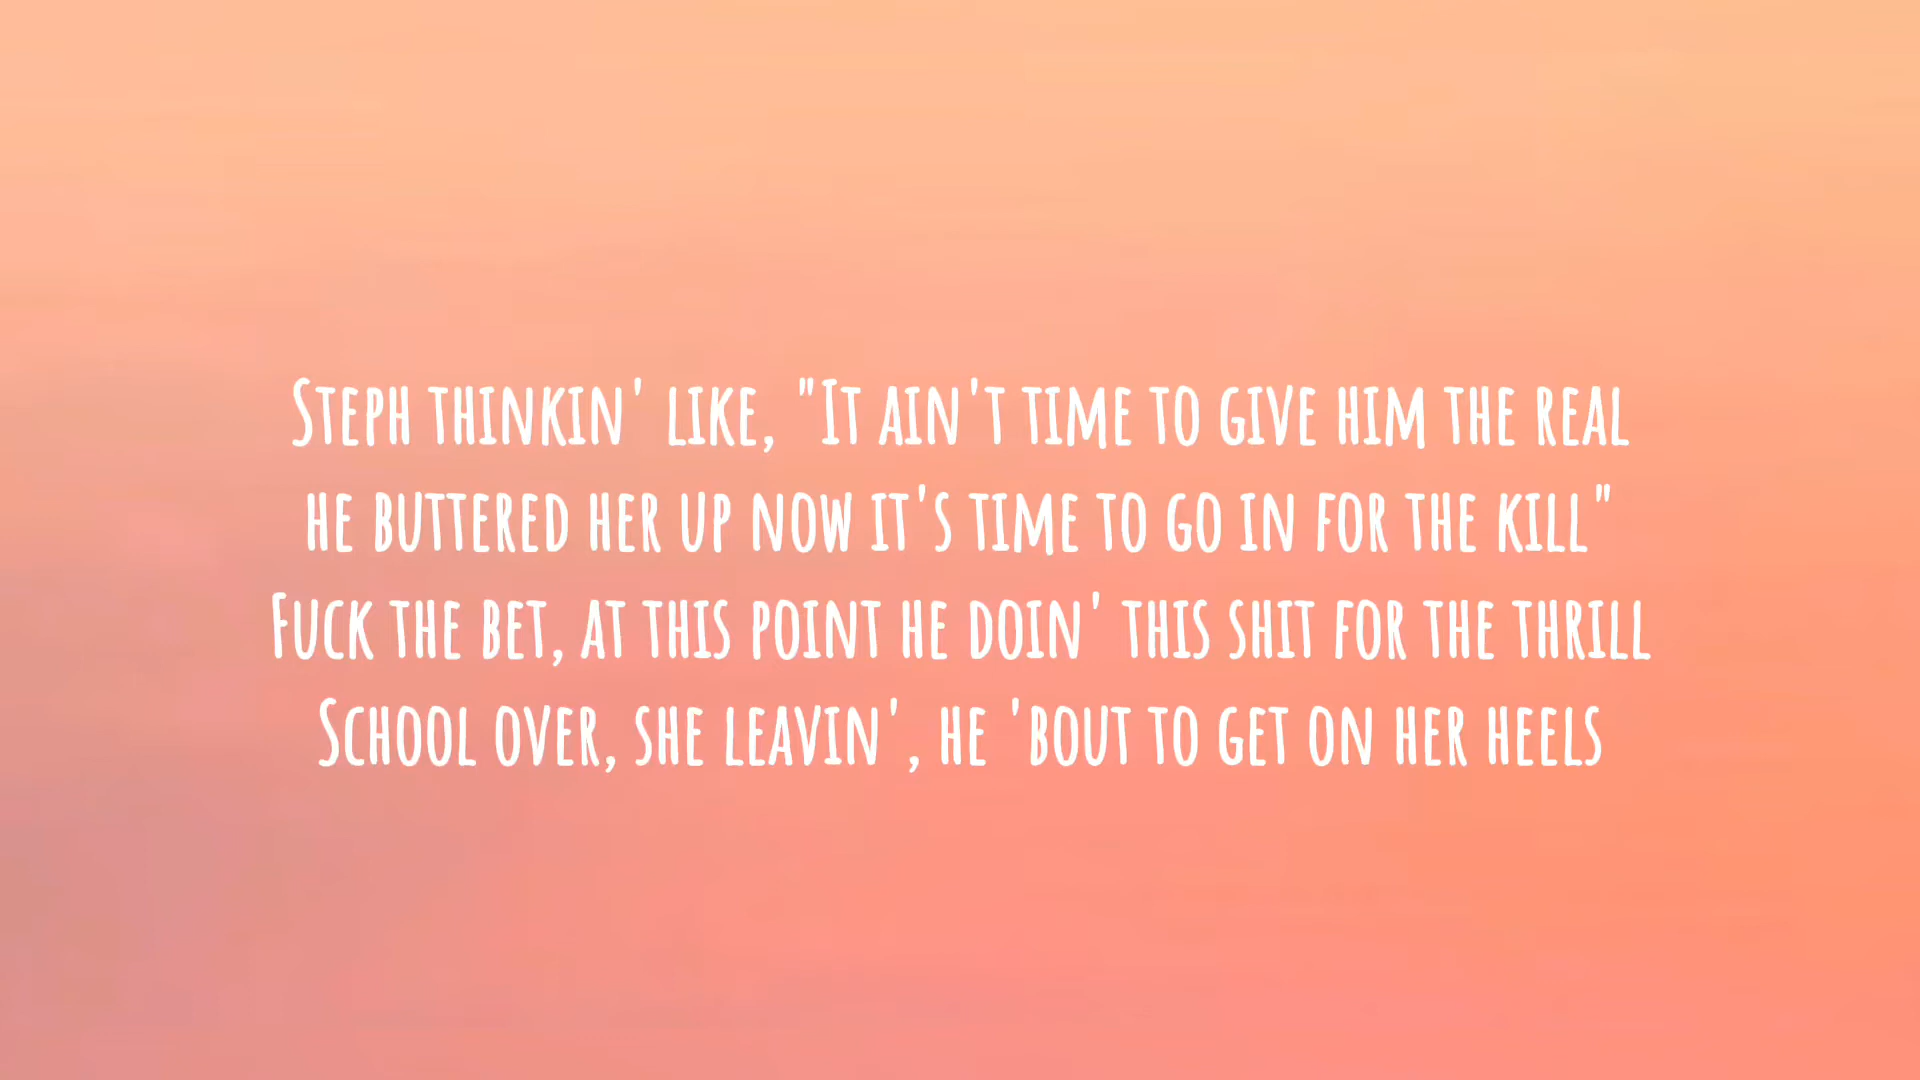 Steph thinkin' like, "It ain't time to give him the real
he buttered her up now it's time to go in for the kill"
Fuck the bet, at this point he doin' this shit for the thrill
School over, she leavin', he 'bout to get on her heels